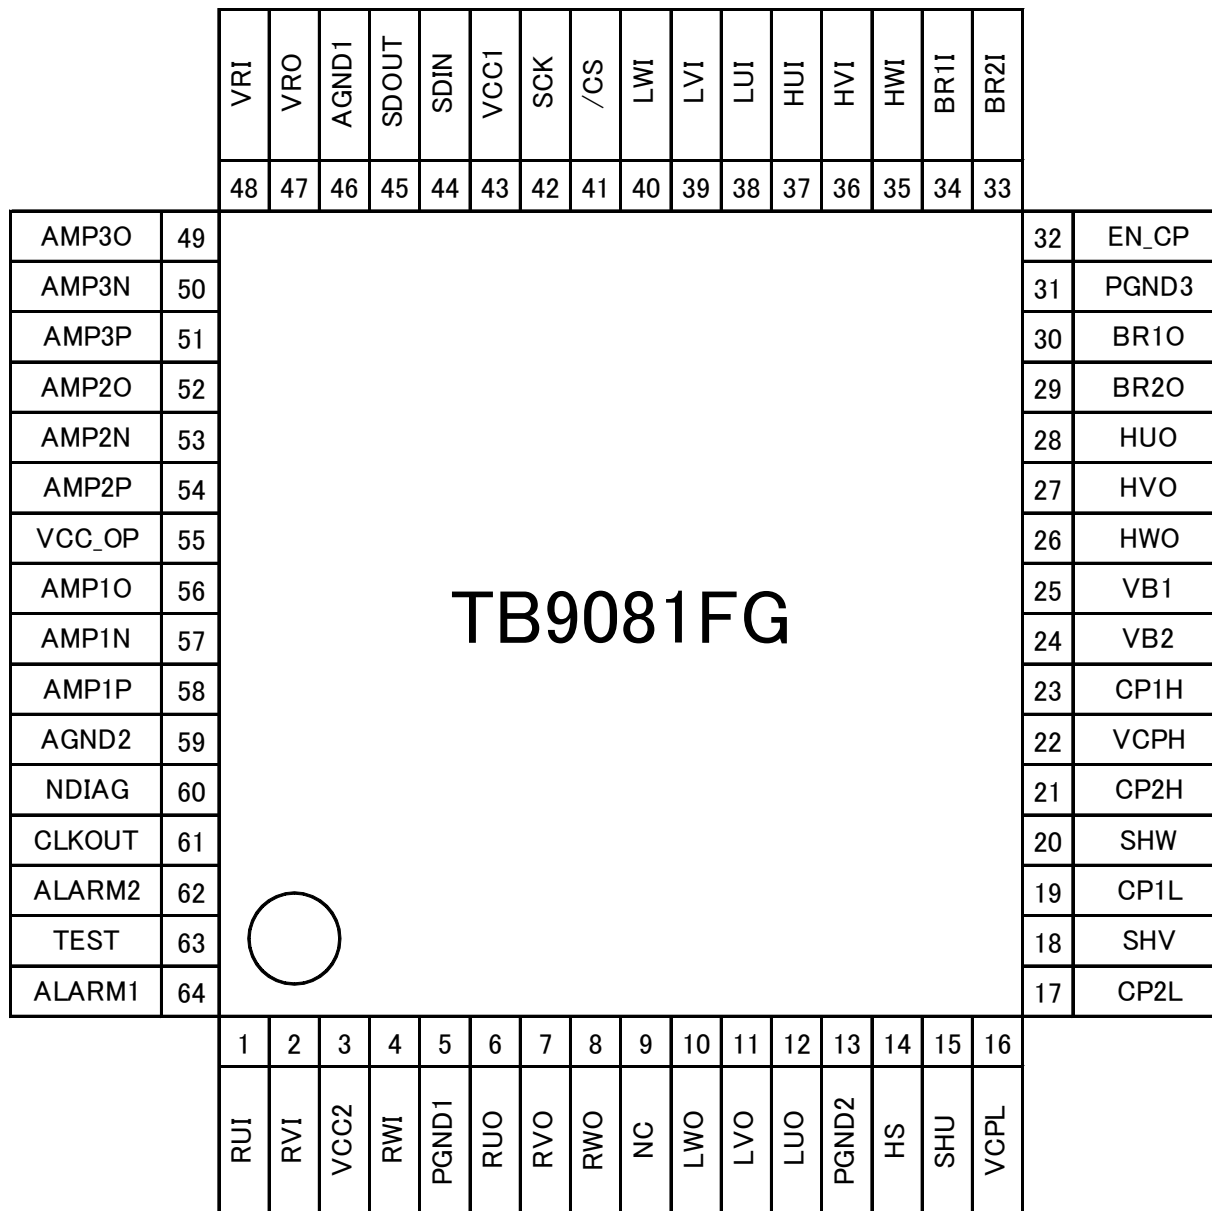 VRI VRO AGND1 SDOUT SDIN VCC1 SCK /CS LWI LVI LUI HUI HVI HWI BR1I BR2I
48 47 46 45 44 43 42 41 40 39 38 37 36 35 34 33
AMP3O 49 32 EN_CP
AMP3N 50 31 PGND3
AMP3P 51 30 BR1O
AMP2O 52 29 BR2O
AMP2N 53 28 HUO
AMP2P 54 27 HVO
VCC_OP 55 26 HWO
AMP1O 56 25 VB1
TB9081FG
AMP1N 57 24 VB2
AMP1P 58 23 CP1H
AGND2 59 22 VCPH
NDIAG 60 21 CP2H
CLKOUT 61 20 SHW
ALARM2 62 19 CP1L
TEST 63 18 SHV
ALARM1 64 17 CP2L
1 2 3 4 5 6 7 8 9 10 11 12 13 14 15 16
RUI RVI VCC2 RWI PGND1 RUO RVO RWO NC LWO LVO LUO PGND2 HS SHU VCPL